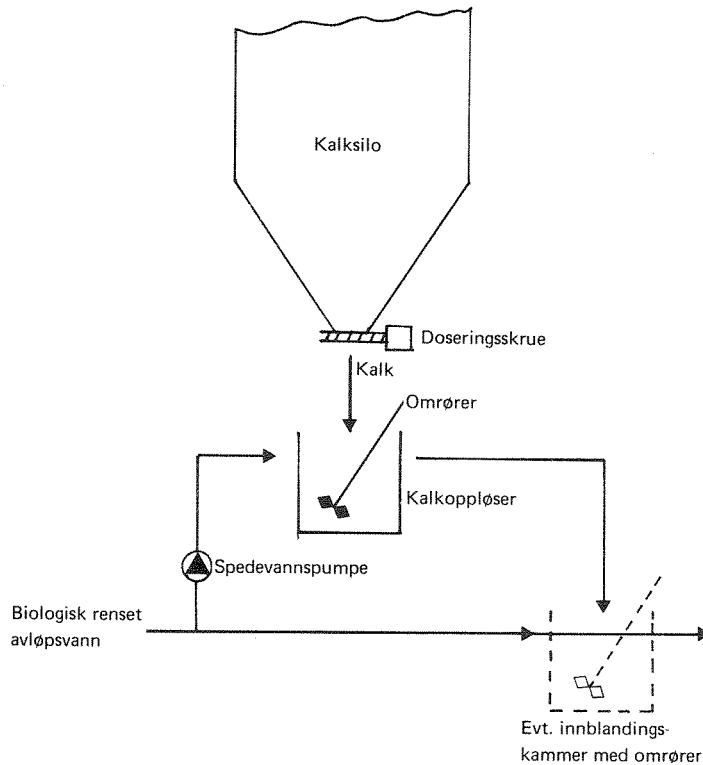 Kalksilo
Doseringsskrue
Kalk
Omrører
Kalkoppløser
Spedevannspumpe
Biologisk renset
avløpsvann
Evt. innblandings-
kammer med omrører